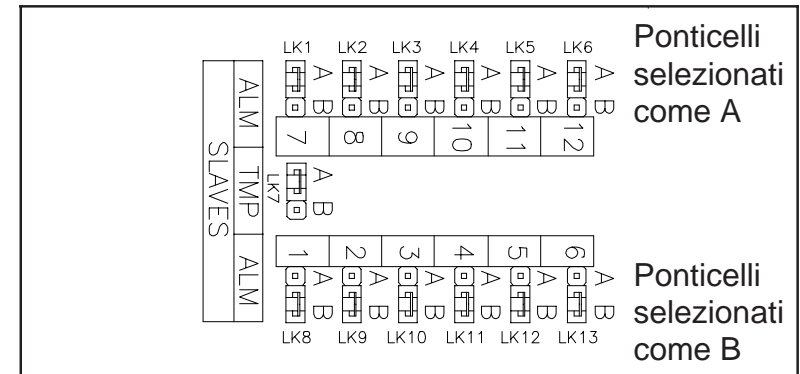 LK1 LK2 LK3 LK4 LK5 LK6
A A A A A A
B B B B B B
Ponticelli
selezionati
come A
7 8 9 10 11 12
SLAVES
ALM
TMP
ALM
LK7
A
B
1 2 3 4 5 6
A A A A A A
B B B B B B
LK8 LK9 LK10 LK11 LK12 LK13
Ponticelli
selezionati
come B